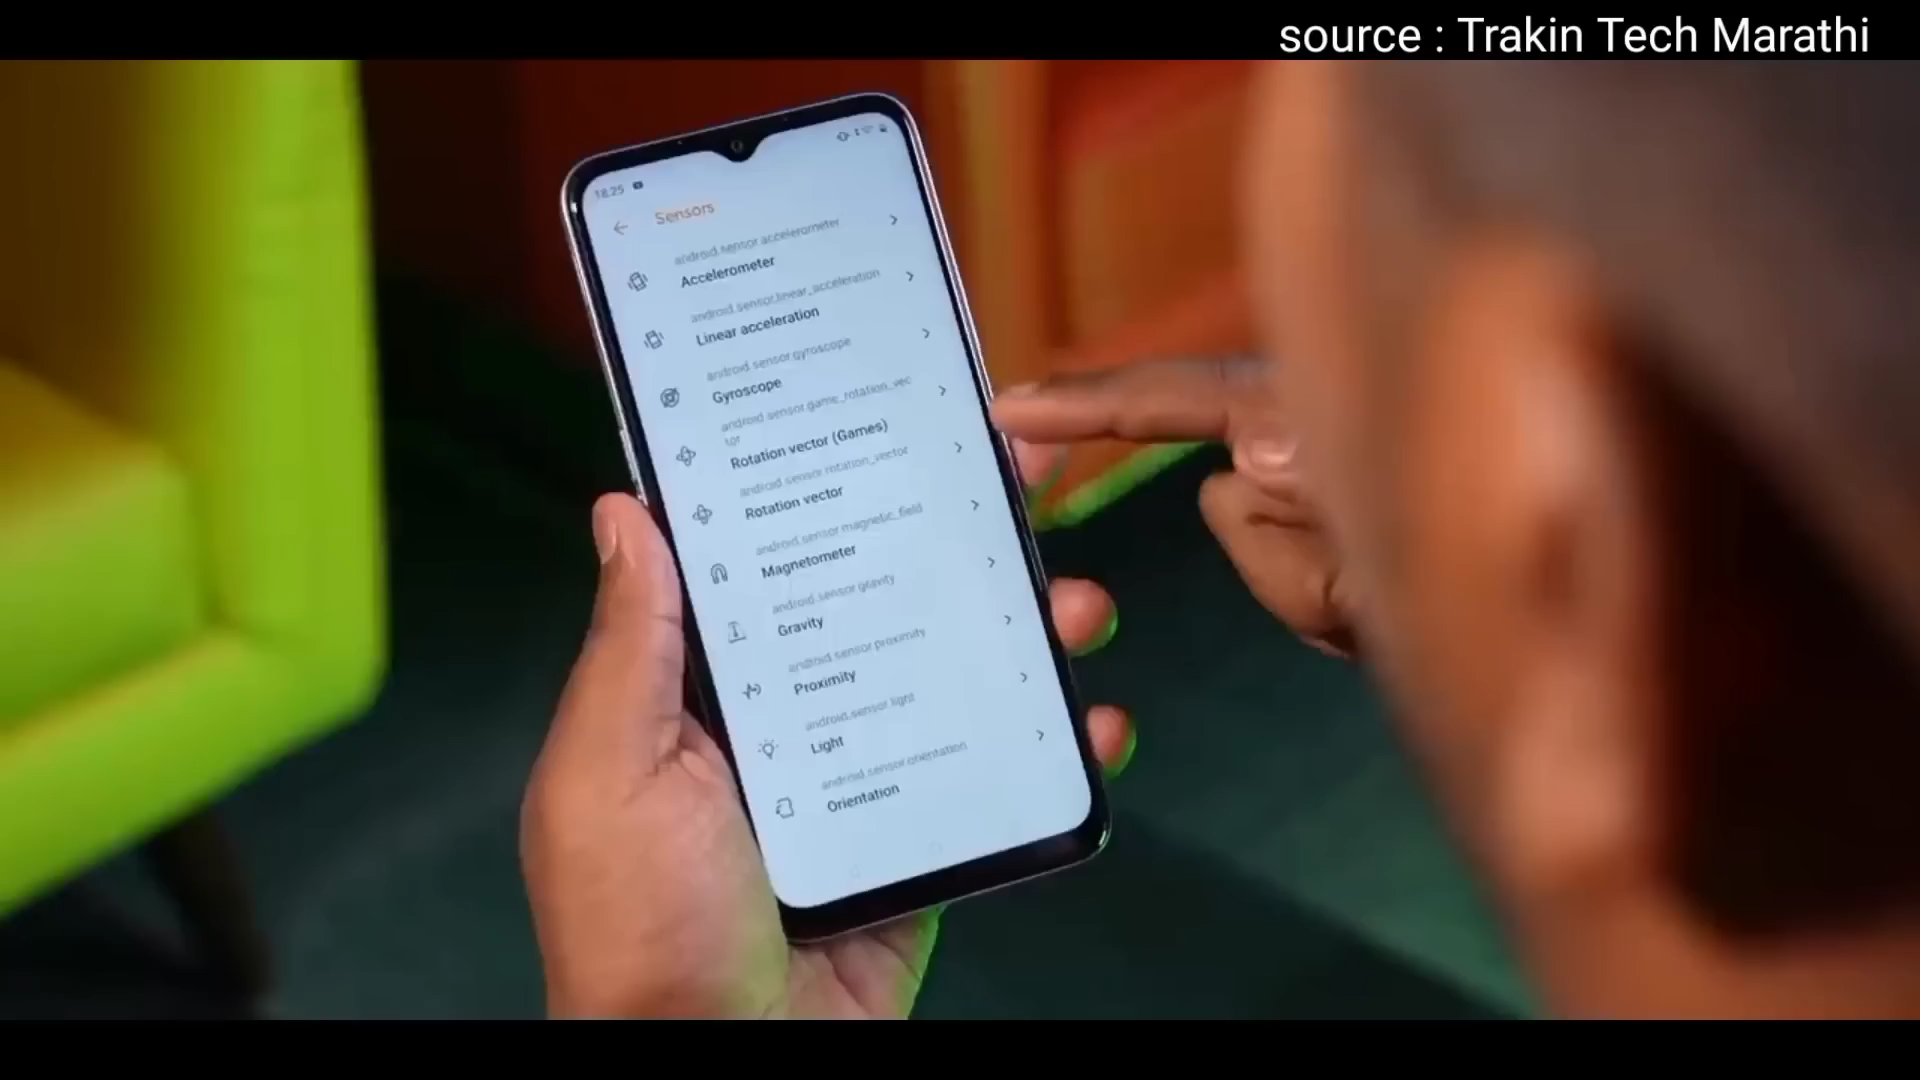 source : Trakin Tech Marathi
18:25
Sensors
android.sensor.accelerometer
Accelerometer
android.sensor.linear_acceleration
Linear acceleration
android.sensor.gyroscope
Gyroscope
android.sensor.game_rotation_vec
tor
Rotation vector (Games)
android.sensor.rotation_vector
Rotation vector
android.sensor.magnetic_field
Magnetometer
android.sensor.gravity
Gravity
android.sensor.proximity
Proximity
android.sensor.light
Light
android.sensor.orientation
Orientation